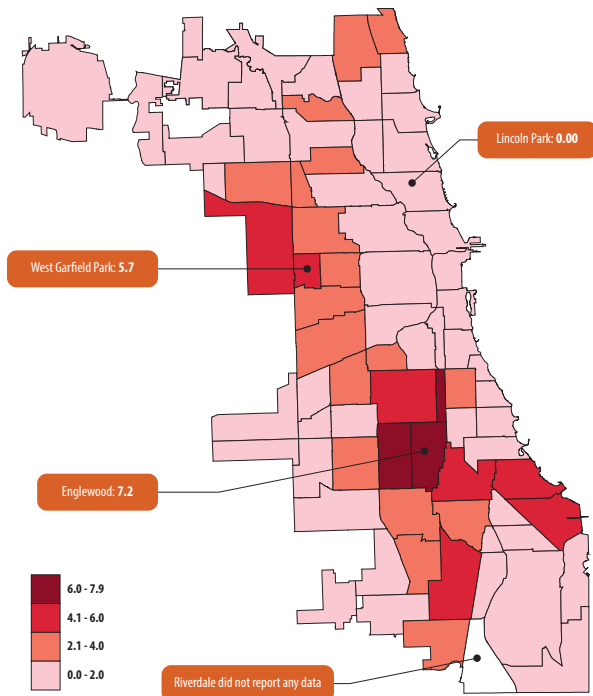 Lincoln Park: 0.00
West Garfield Park: 5.7
Englewood: 7.2
6.0 - 7.9
4.1 - 6.0
2.1 - 4.0
0.0 - 2.0
Riverdale did not report any data